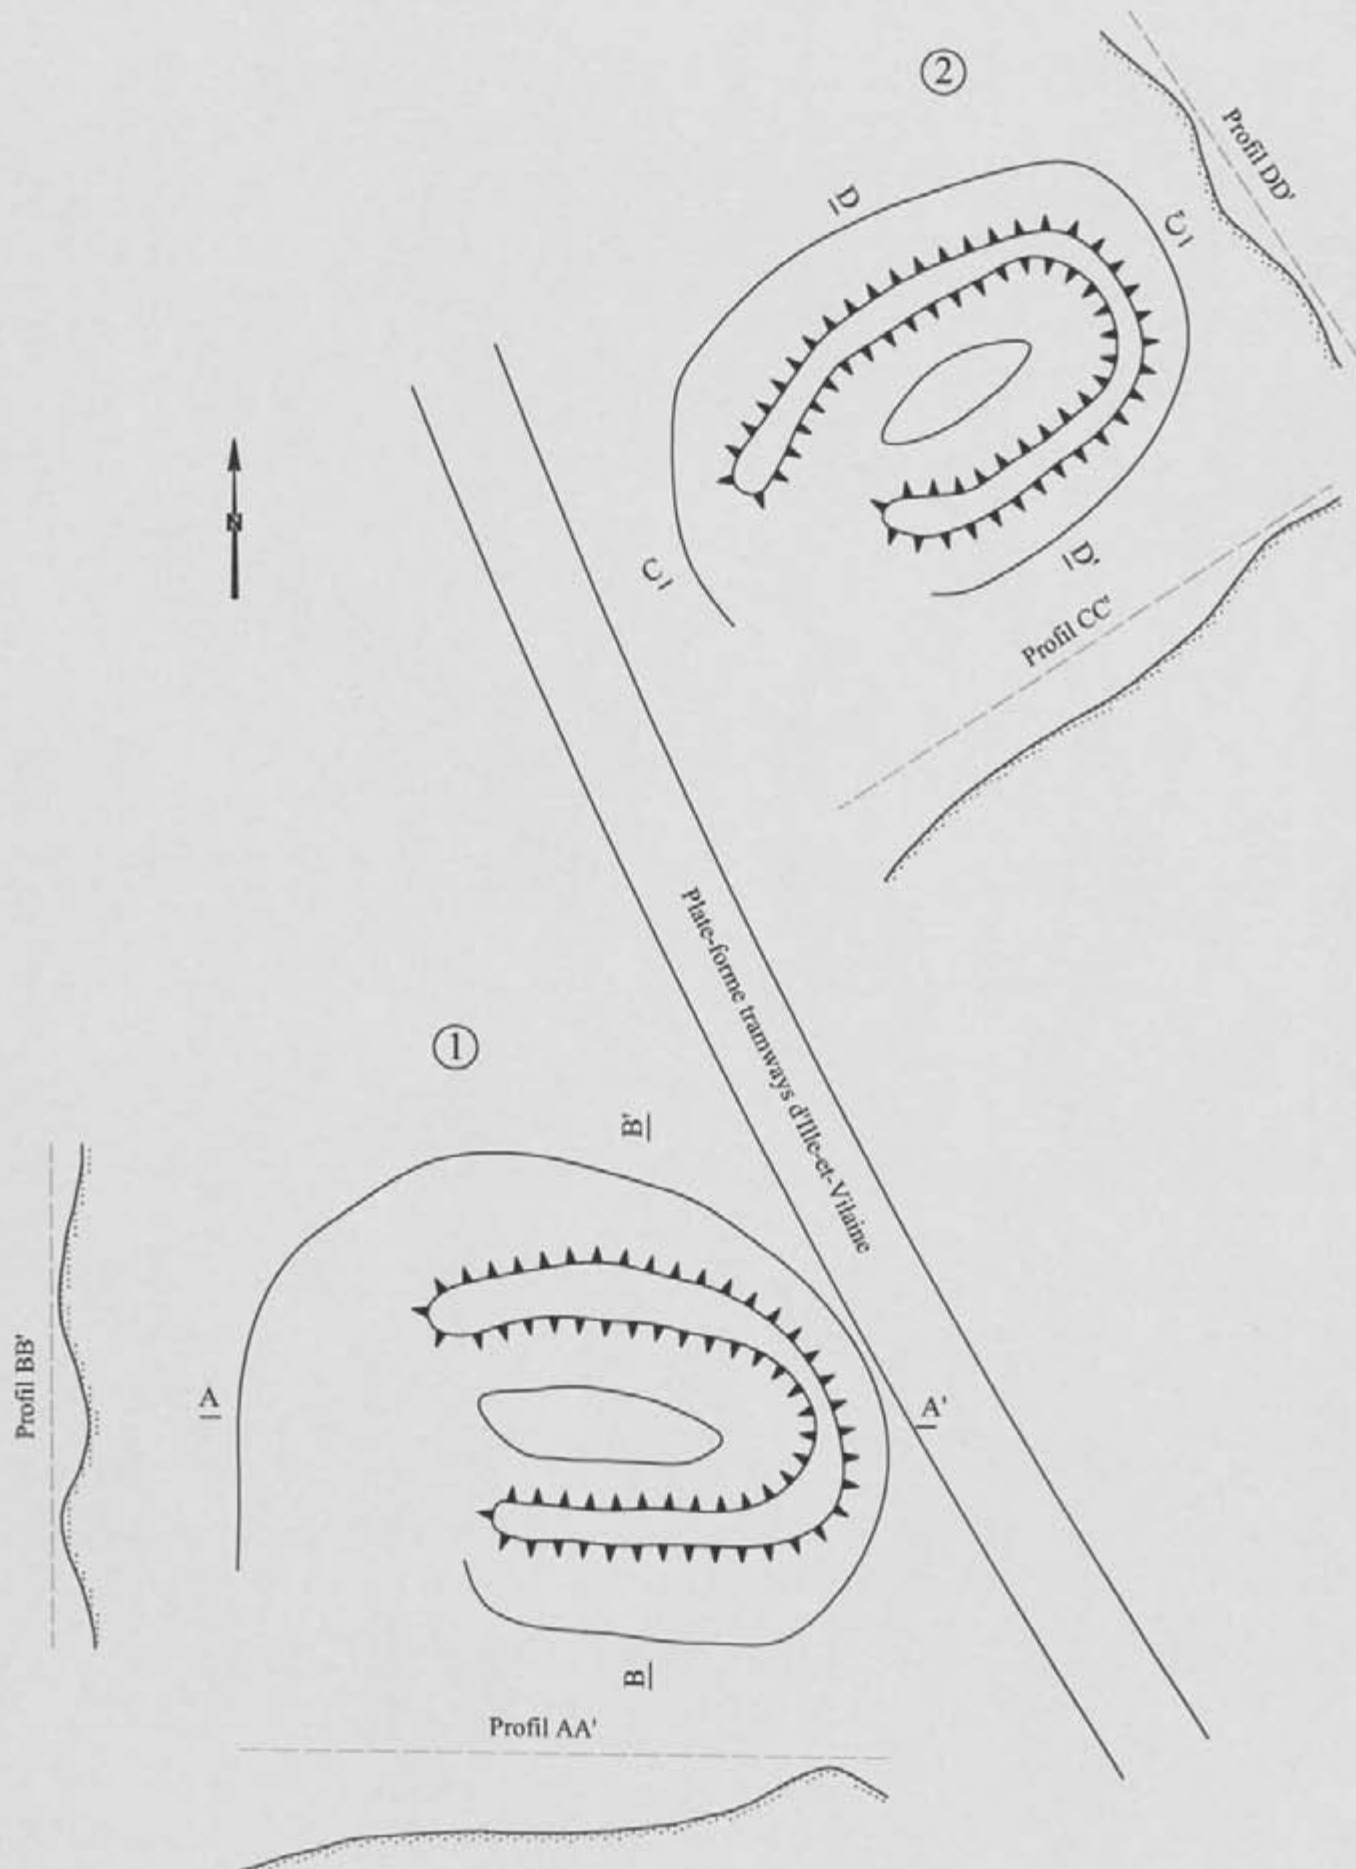 ②
Profil DD'
D
C
C
D'
N
Profil CC'
Plate-forme tramways d'Ille-et-Vilaine
①
B'
Profil BB'
A
A'
B
Profil AA'